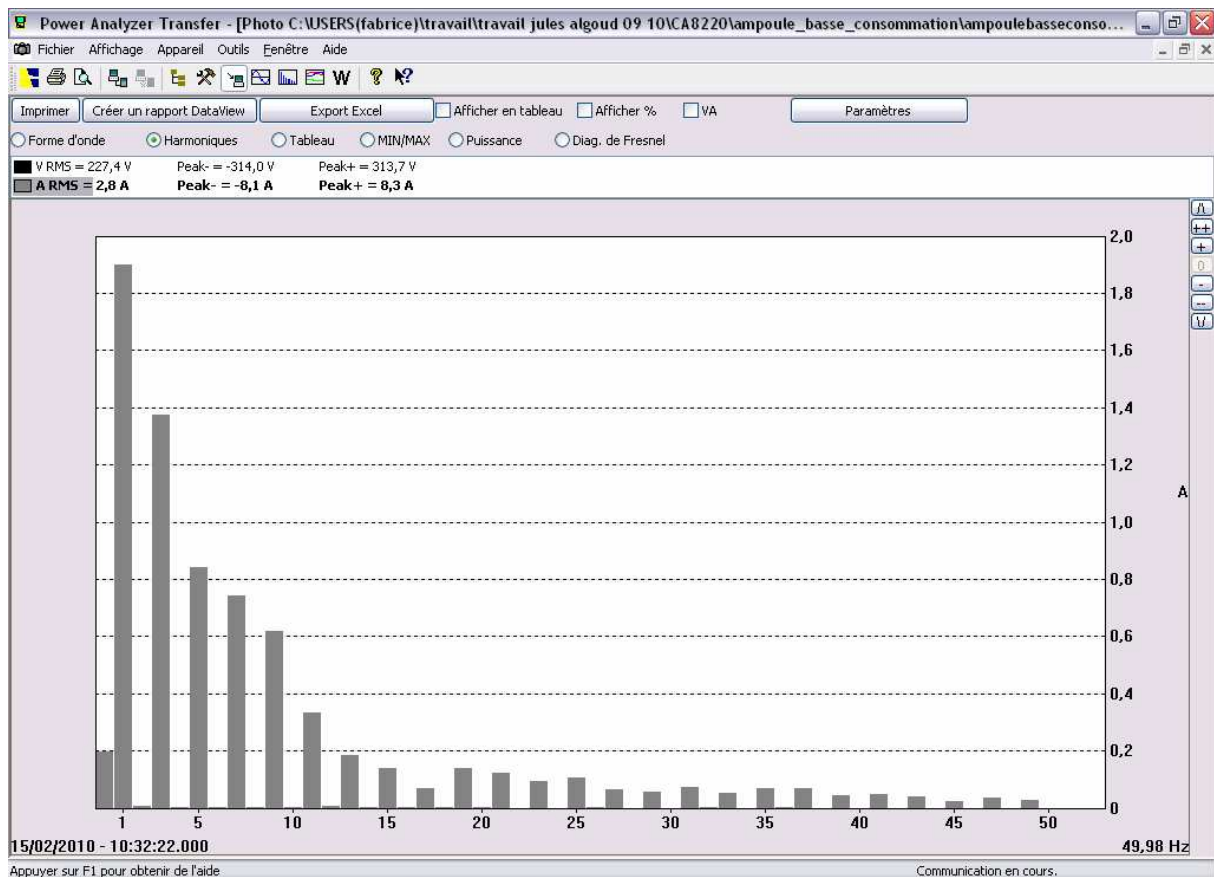 Power Analyzer Transfer - [Photo C:\USERS(fabrice)\travail\travail jules algoud 09 10\CA8220\ampoule_basse_consommation\ampoulebasseconso...
Fichier Affichage Appareil Outils Fenêtre Aide
W ? ?
Imprimer Créer un rapport DataView Export Excel Afficher en tableau Afficher % VA Paramètres
Forme d'onde Harmoniques Tableau MIN/MAX Puissance Diag. de Fresnel
V RMS = 227,4 V Peak- = -314,0 V Peak+ = 313,7 V
A RMS = 2,8 A Peak- = -8,1 A Peak+ = 8,3 A
++
+
0
-
--
2,0
1,8
1,6
1,4
1,2
A
1,0
0,8
0,6
0,4
0,2
0
1 5 10 15 20 25 30 35 40 45 50
15/02/2010 - 10:32:22.000 49,98 Hz
Appuyer sur F1 pour obtenir de l'aide Communication en cours.